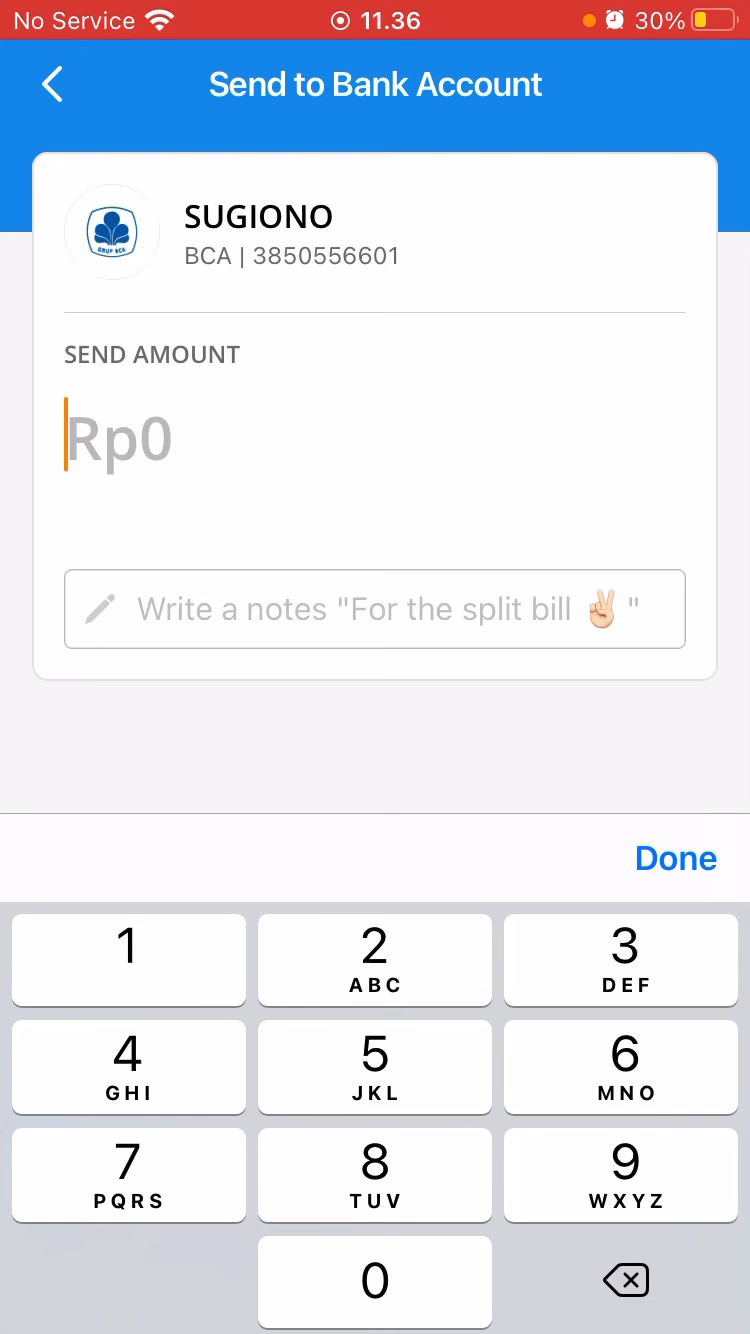 No Service 11.36 30%
Send to Bank Account
GRUP BCA
SUGIONO
BCA | 3850556601
SEND AMOUNT
Rp0
Write a notes "For the split bill ✌🏻 "
Done
1 2 3
ABC DEF
4 5 6
GHI JKL MNO
7 8 9
PQRS TUV WXYZ
0